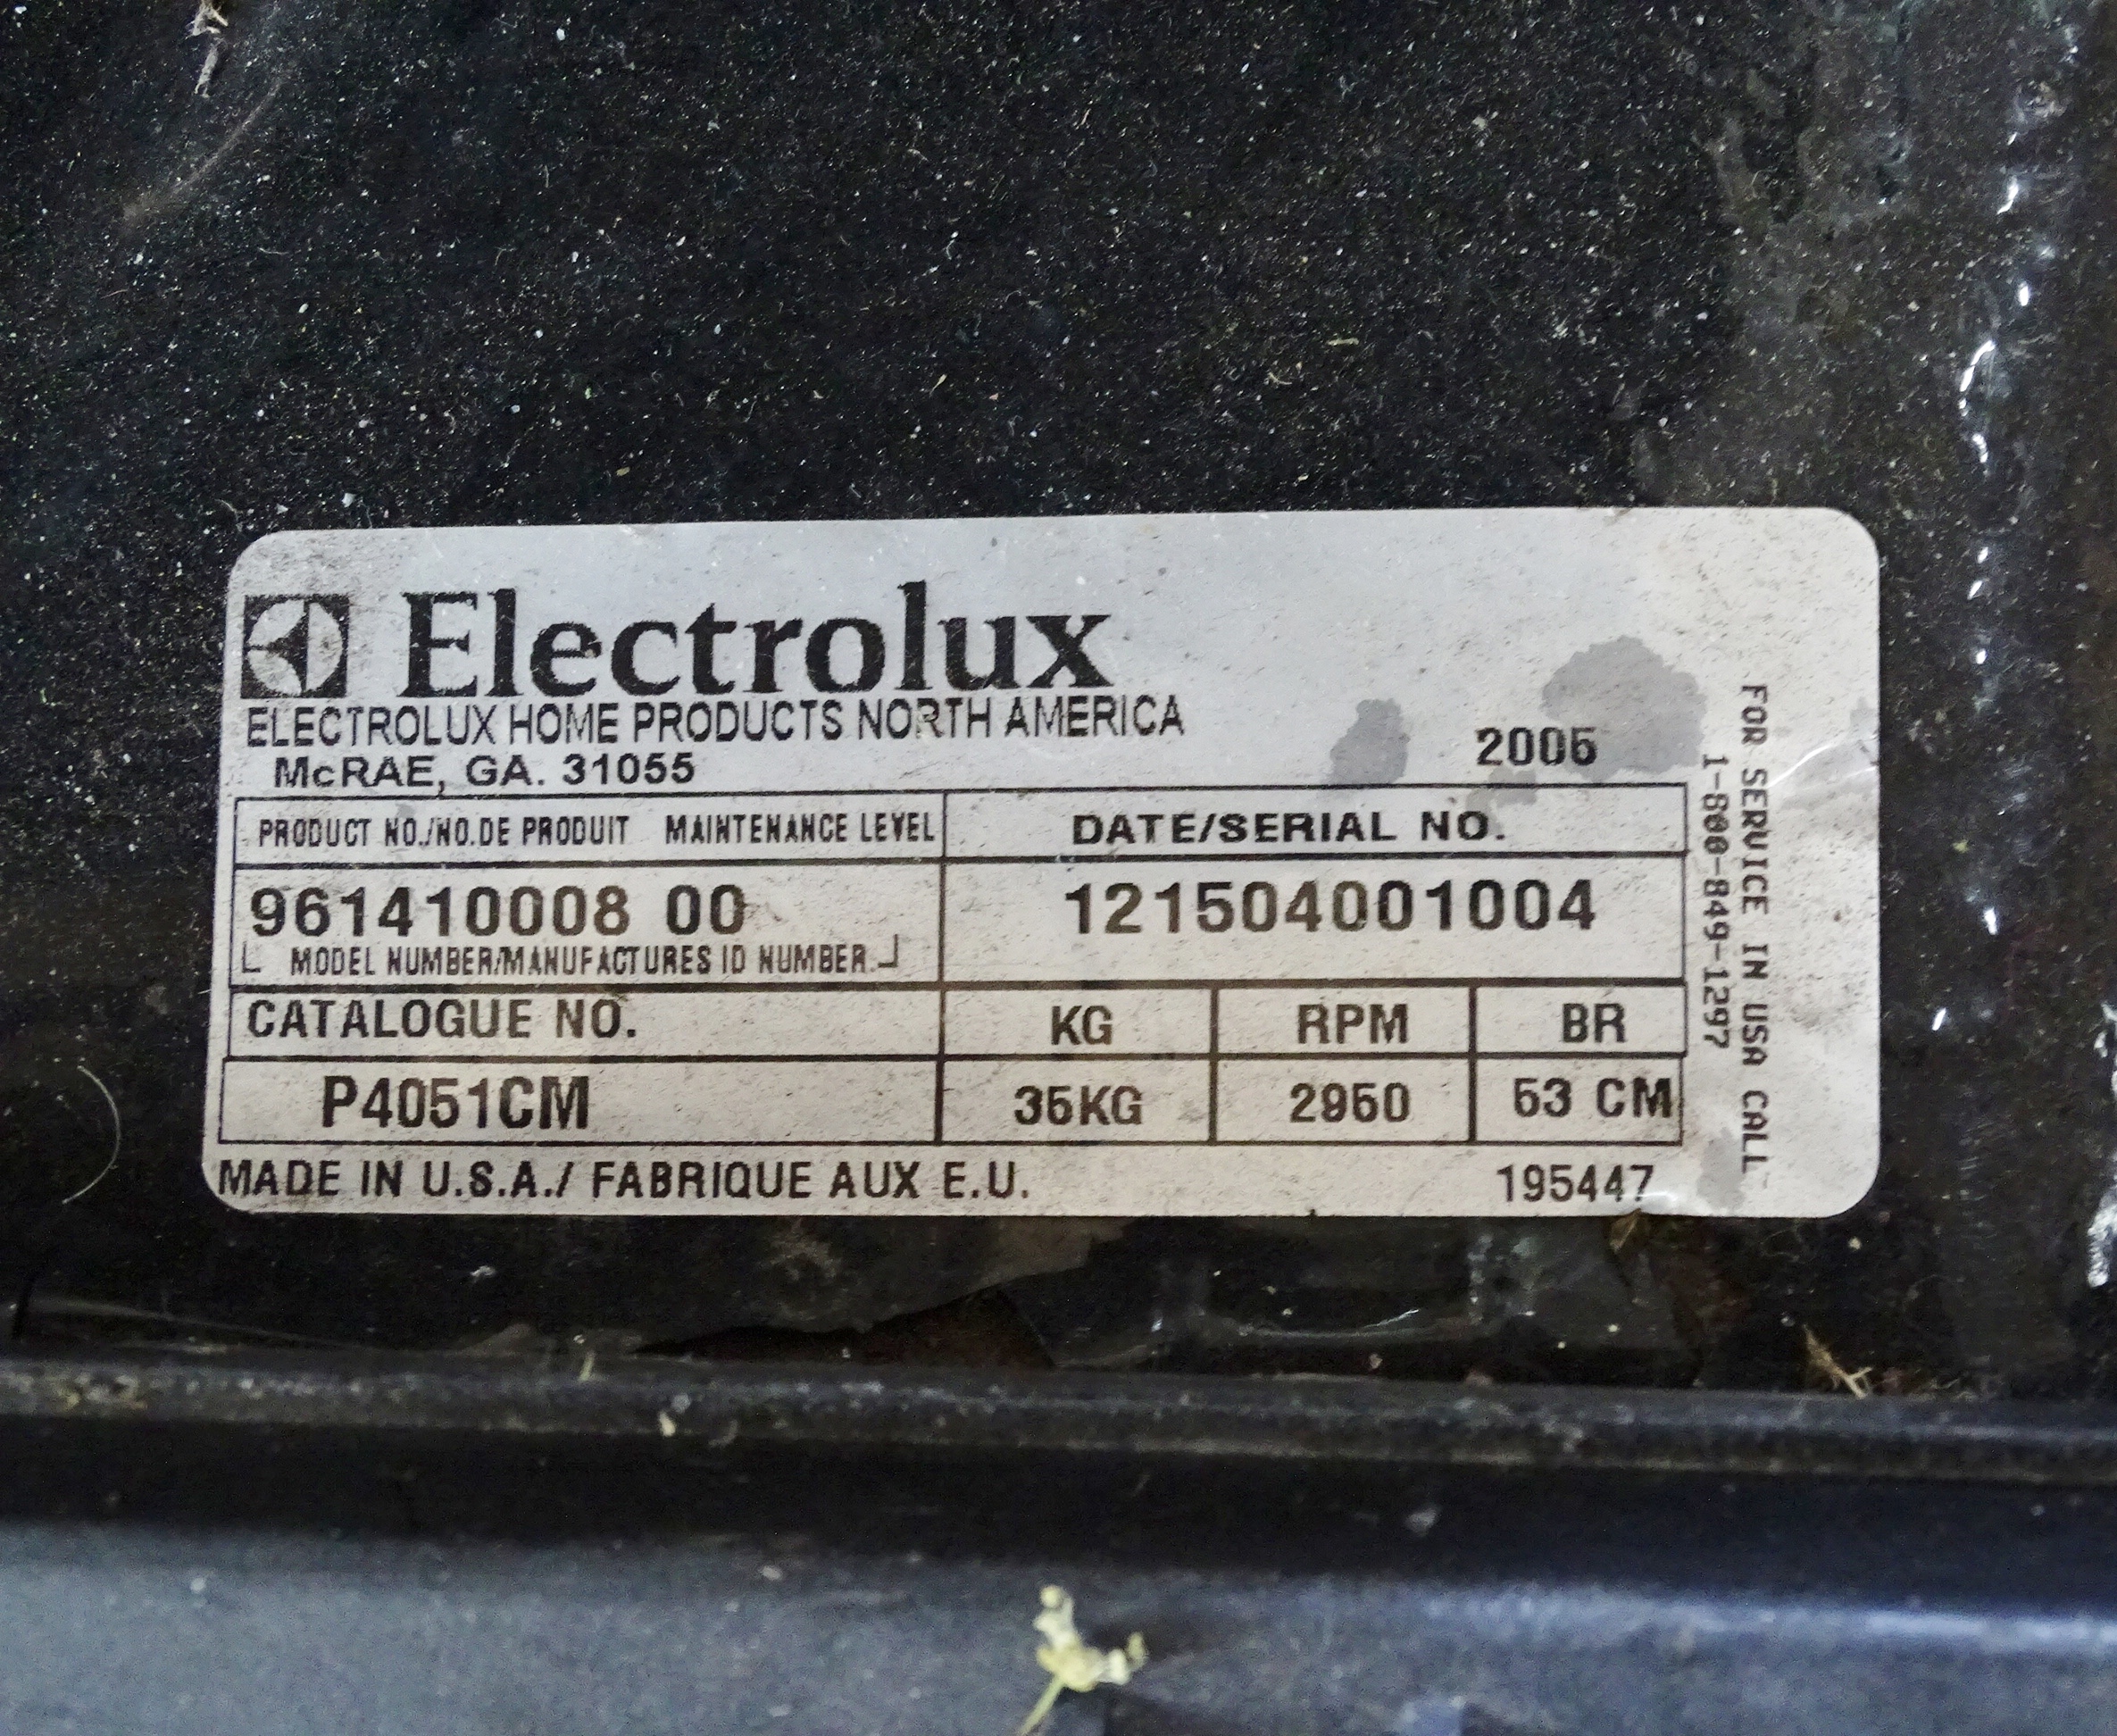 Electrolux
ELECTROLUX HOME PRODUCTS NORTH AMERICA
McRAE, GA. 31055
2005
PRODUCT NO./NO.DE PRODUIT MAINTENANCE LEVEL
DATE/SERIAL NO.
961410008 00
121504001004
MODEL NUMBER/MANUFACTURES ID NUMBER
CATALOGUE NO.
KG
RPM
BR
P4051CM
35KG
2950
53 CM
MADE IN U.S.A./ FABRIQUE AUX E.U.
195447
FOR SERVICE IN USA CALL
1-800-849-1297